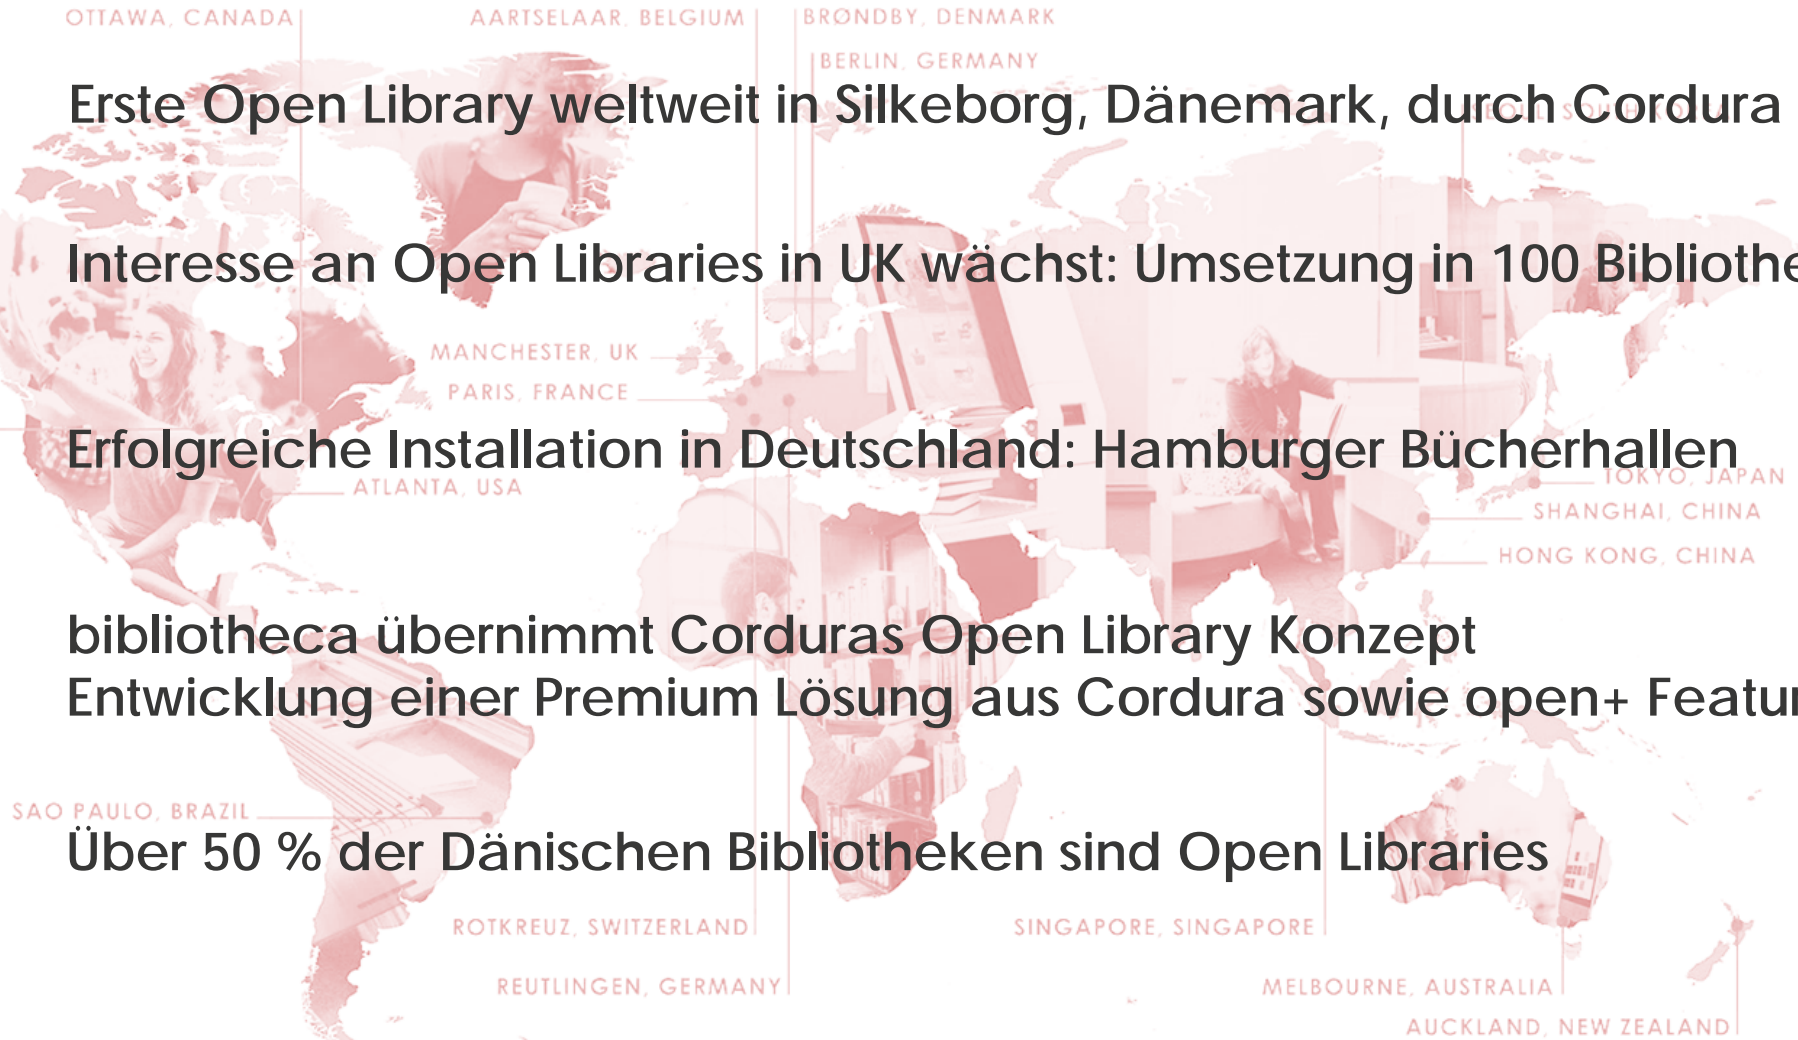 OTTAWA, CANADA
AARTSELAAR, BELGIUM
BRØNDBY, DENMARK
BERLIN, GERMANY
Erste Open Library weltweit in Silkeborg, Dänemark, durch Cordura
SEOUL, SOUTH KOREA
Interesse an Open Libraries in UK wächst: Umsetzung in 100 Bibliothe
MANCHESTER, UK
PARIS, FRANCE
Erfolgreiche Installation in Deutschland: Hamburger Bücherhallen
TOKYO, JAPAN
ATLANTA, USA
SHANGHAI, CHINA
HONG KONG, CHINA
bibliotheca übernimmt Corduras Open Library Konzept
Entwicklung einer Premium Lösung aus Cordura sowie open+ Featur
SAO PAULO, BRAZIL
Über 50 % der Dänischen Bibliotheken sind Open Libraries
ROTKREUZ, SWITZERLAND
SINGAPORE, SINGAPORE
REUTLINGEN, GERMANY
MELBOURNE, AUSTRALIA
AUCKLAND, NEW ZEALAND